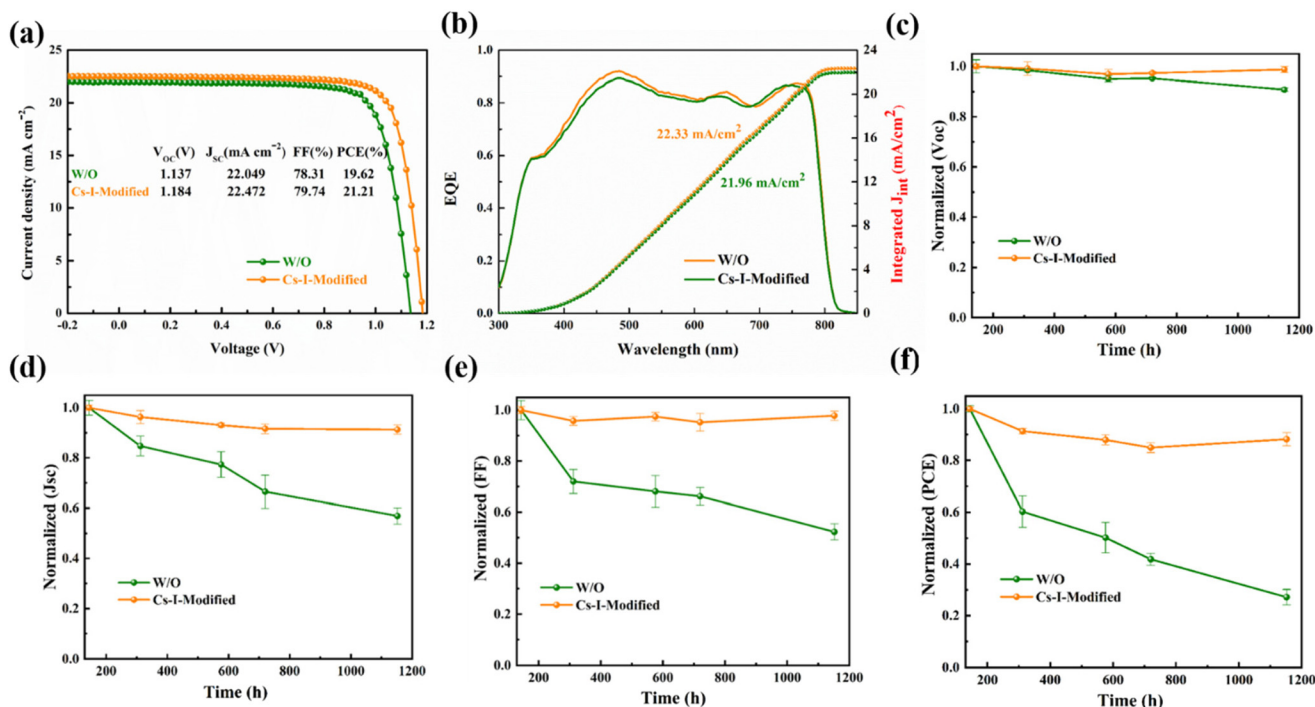 (a)
25
20
15
10
5
0
Current density (mA cm⁻²)
V_OC(V) J_SC(mA cm⁻²) FF(%) PCE(%)
W/O 1.137 22.049 78.31 19.62
Cs-I-Modified 1.184 22.472 79.74 21.21
W/O
Cs-I-Modified
-0.2 0.0 0.2 0.4 0.6 0.8 1.0 1.2
Voltage (V)
(b)
1.0
0.8
0.6
0.4
0.2
0.0
EQE
22.33 mA/cm²
21.96 mA/cm²
W/O
Cs-I-Modified
24
20
16
12
8
4
0
Integrated J_int (mA/cm²)
300 400 500 600 700 800
Wavelength (nm)
(c)
1.0
0.8
0.6
0.4
0.2
0.0
Normalized (Voc)
W/O
Cs-I-Modified
200 400 600 800 1000 1200
Time (h)
(d)
1.0
0.8
0.6
0.4
0.2
0.0
Normalized (Jsc)
W/O
Cs-I-Modified
200 400 600 800 1000 1200
Time (h)
(e)
1.0
0.8
0.6
0.4
0.2
0.0
Normalized (FF)
W/O
Cs-I-Modified
200 400 600 800 1000 1200
Time (h)
(f)
1.0
0.8
0.6
0.4
0.2
0.0
Normalized (PCE)
W/O
Cs-I-Modified
200 400 600 800 1000 1200
Time (h)